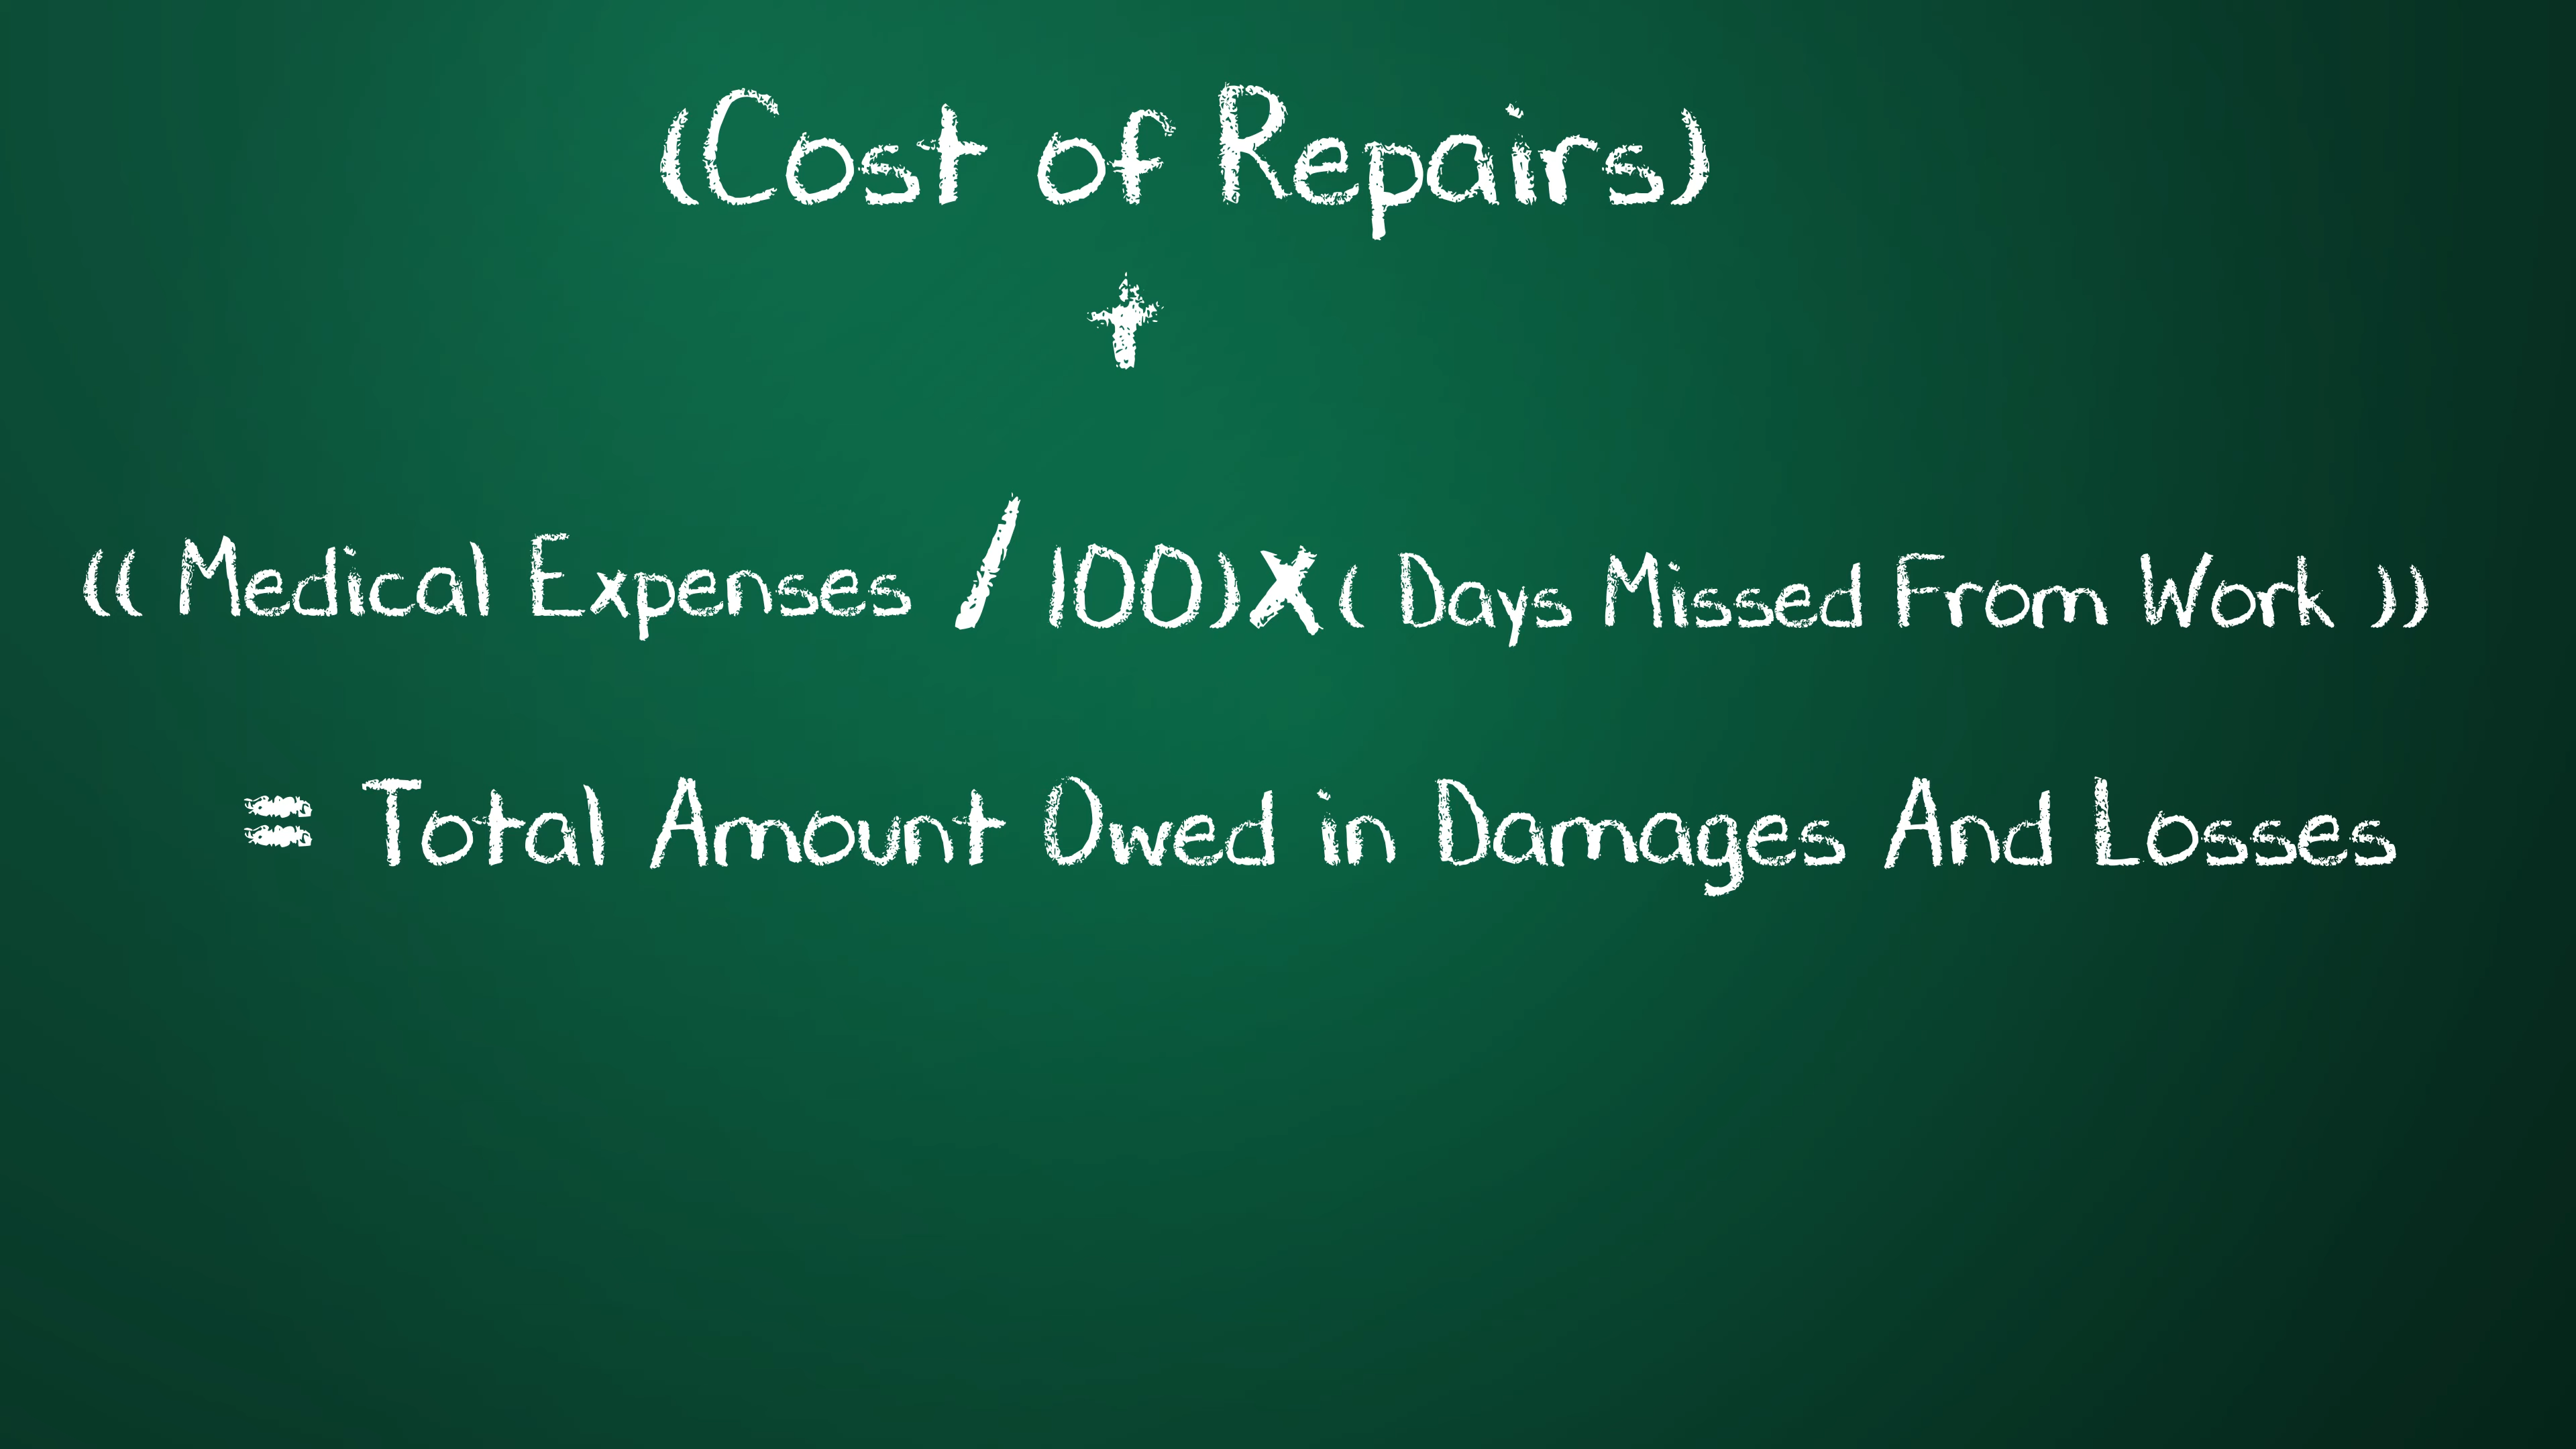 (Cost of Repairs)
+
(( Medical Expenses / 100)x( Days Missed From Work ))
= Total Amount Owed in Damages And Losses